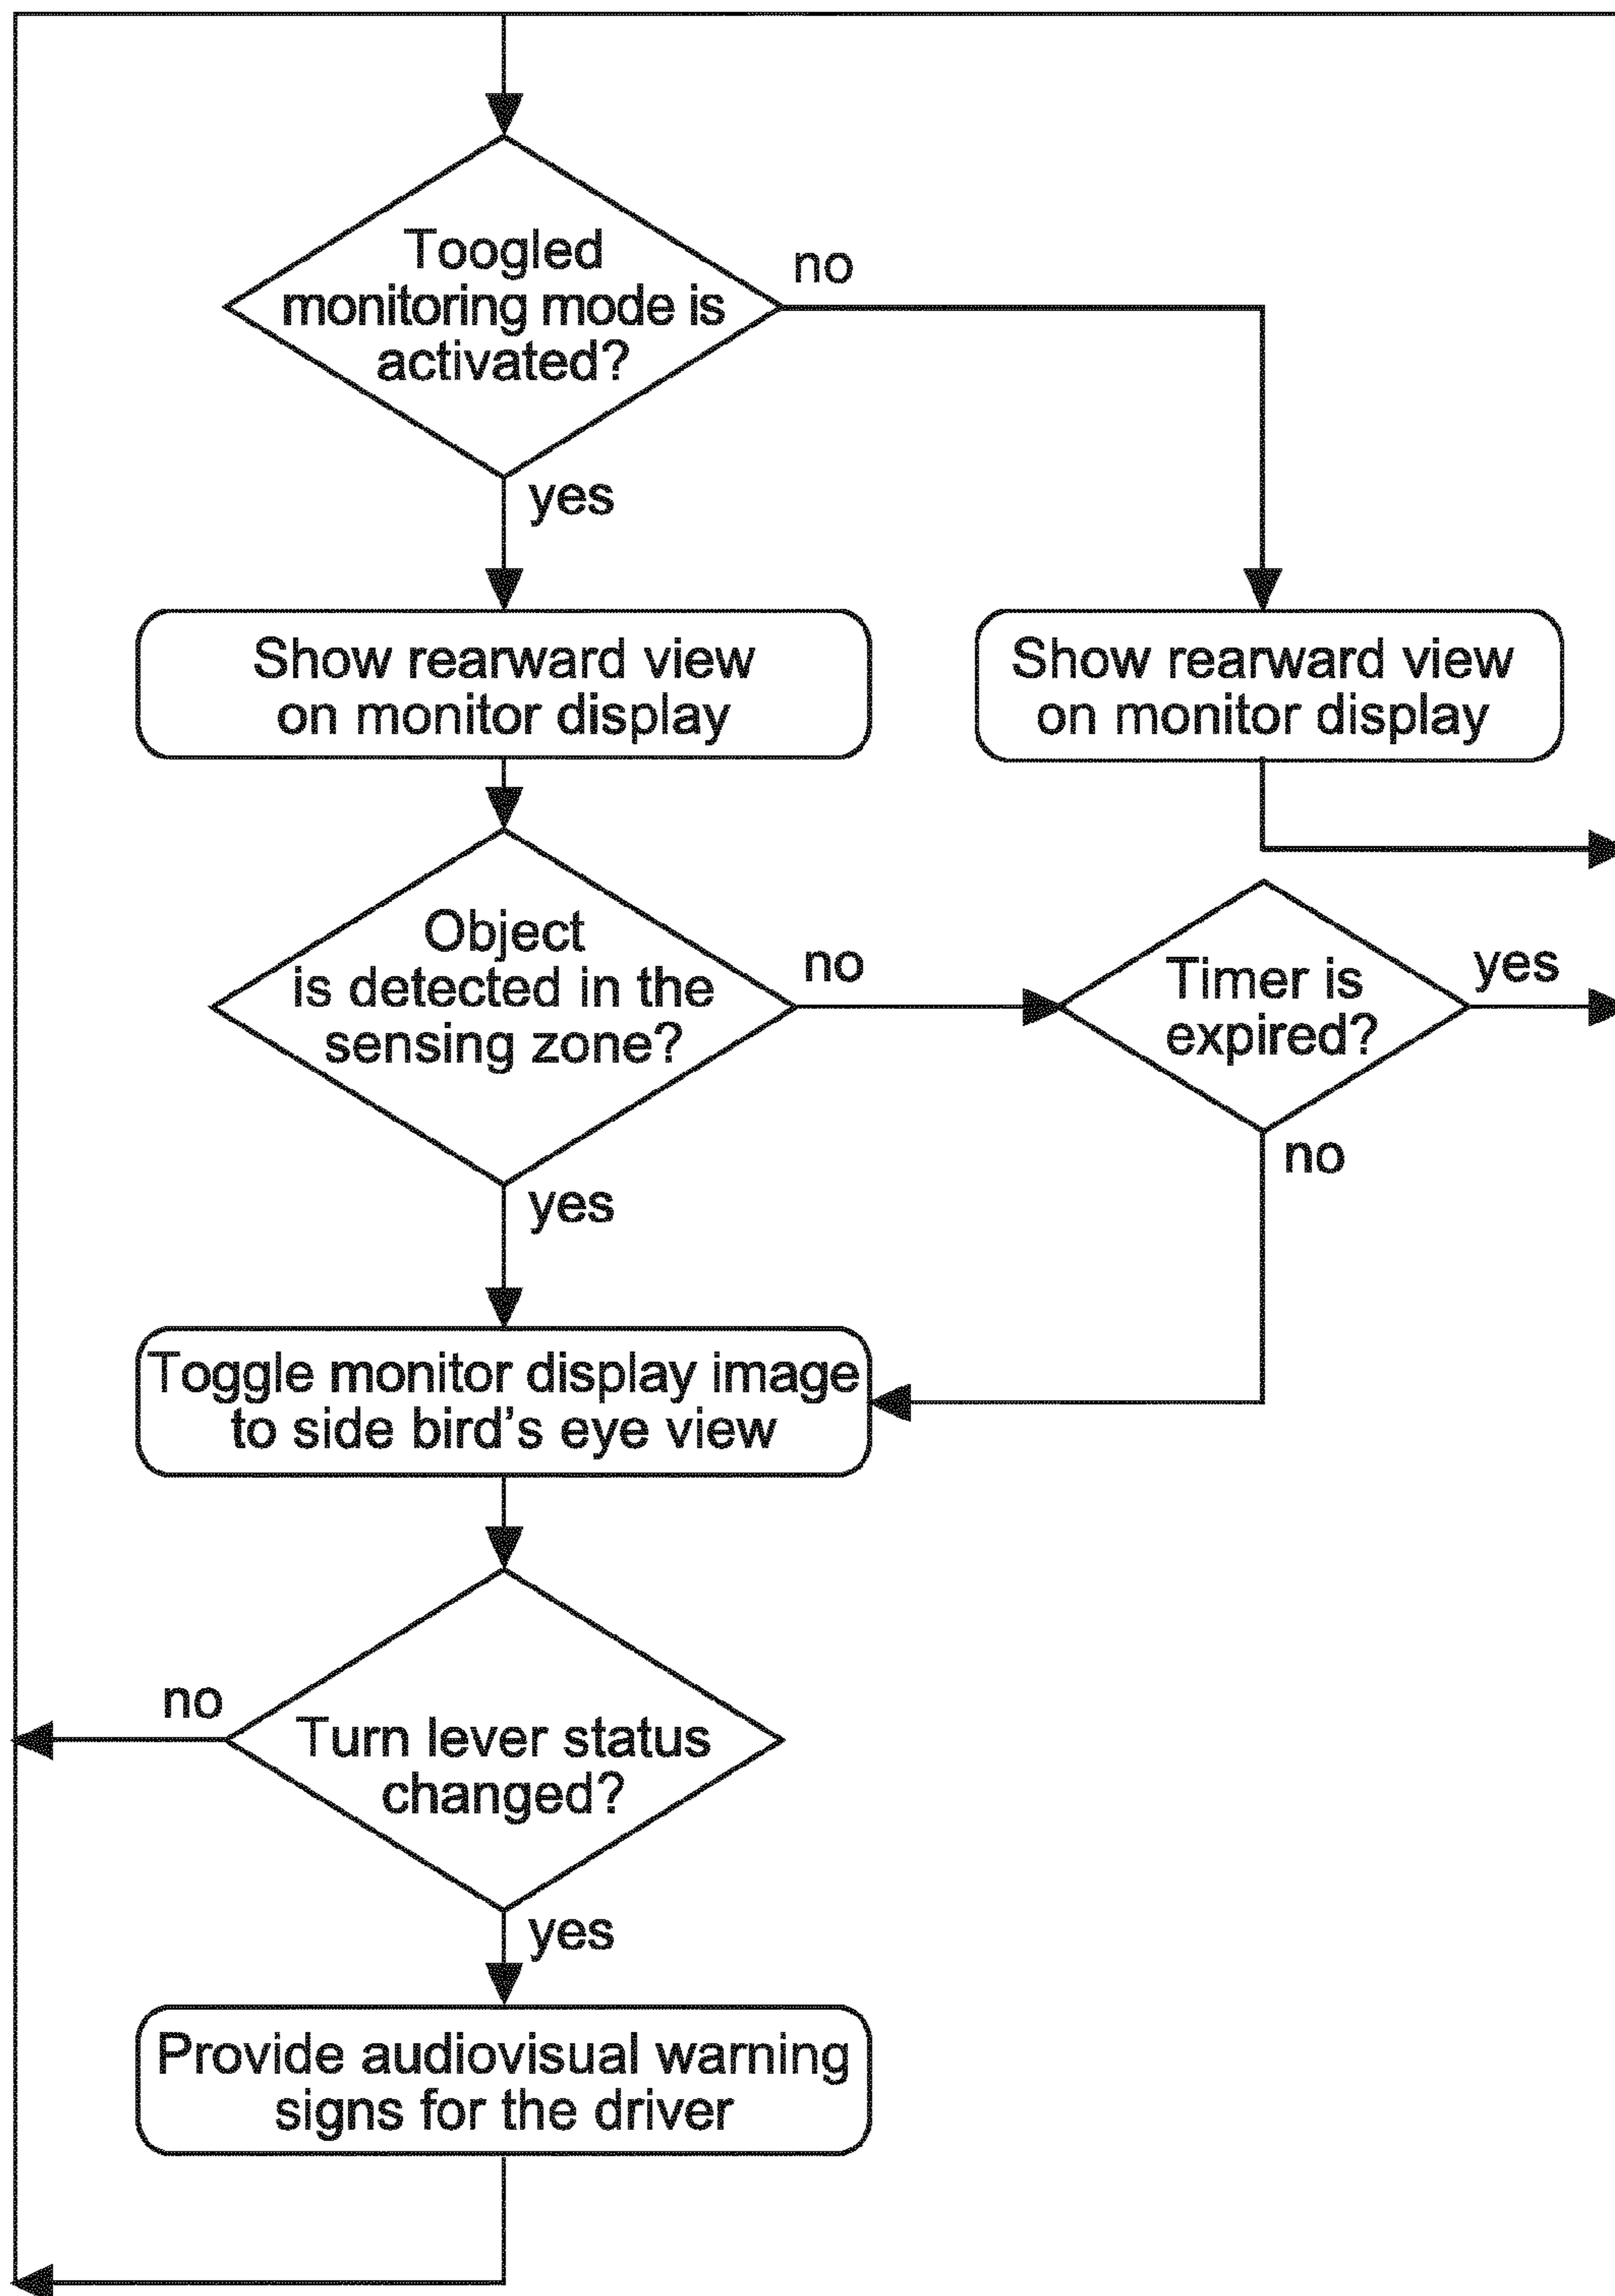 Toogled
monitoring mode is
activated?
no
yes
Show rearward view
on monitor display
Show rearward view
on monitor display
Object
is detected in the
sensing zone?
no
Timer is
expired?
yes
no
yes
Toggle monitor display image
to side bird's eye view
no
Turn lever status
changed?
yes
Provide audiovisual warning
signs for the driver